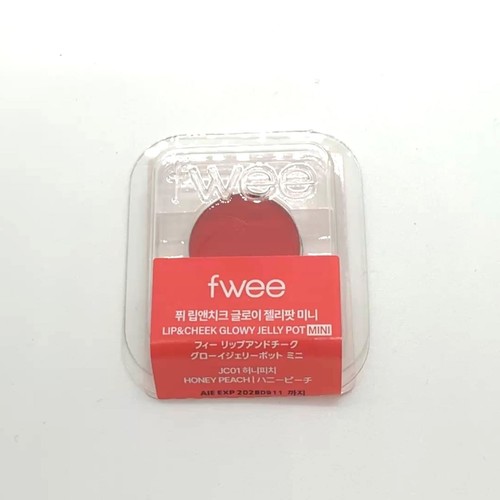 fwee
fwee
퓌 립앤치크 글로이 젤리팟 미니
LIP&CHEEK GLOWY JELLY POT MINI
フィー リップアンドチーク
グローイジェリーポット ミニ
JC01 허니피치
HONEY PEACH | ハニーピーチ
AIE EXP 20280911 까지